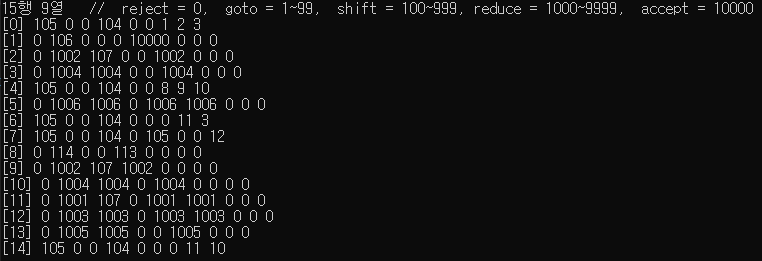 15행 9열   //  reject = 0,  goto = 1~99,  shift = 100~999, reduce = 1000~9999,  accept = 10000
[0] 105 0 0 104 0 0 1 2 3
[1] 0 106 0 0 0 10000 0 0 0
[2] 0 1002 107 0 0 1002 0 0 0
[3] 0 1004 1004 0 0 1004 0 0 0
[4] 105 0 0 104 0 0 8 9 10
[5] 0 1006 1006 0 1006 1006 0 0 0
[6] 105 0 0 104 0 0 0 11 3
[7] 105 0 0 104 0 105 0 0 12
[8] 0 114 0 0 113 0 0 0 0
[9] 0 1002 107 1002 0 0 0 0
[10] 0 1004 1004 0 1004 0 0 0 0
[11] 0 1001 107 0 1001 1001 0 0 0
[12] 0 1003 1003 0 1003 1003 0 0 0
[13] 0 1005 1005 0 0 1005 0 0 0
[14] 105 0 0 104 0 0 0 11 10